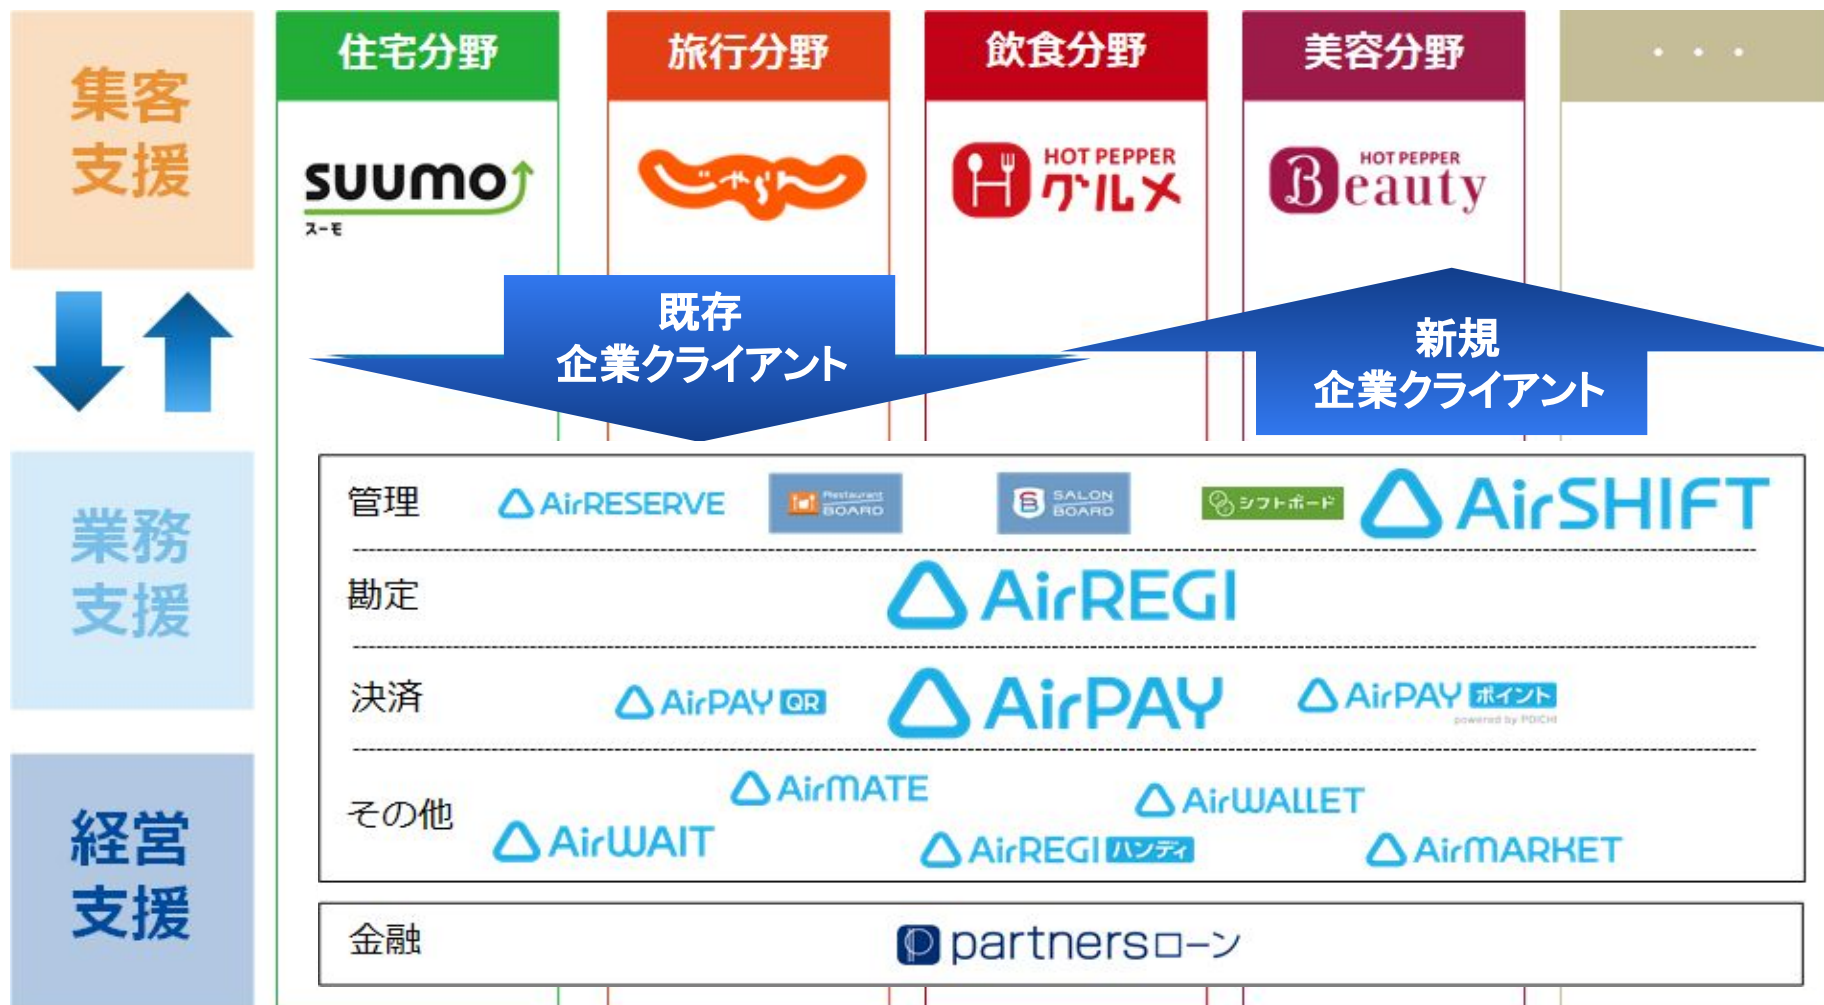 集客
支援
住宅分野
旅行分野
飲食分野
美容分野
・・・
suumo
スーモ
じゃらん
HOT PEPPER
グルメ
HOT PEPPER
Beauty
既存
企業クライアント
新規
企業クライアント
業務
支援
管理
AirRESERVE
Restaurant
BOARD
SALON
BOARD
シフトボード
AirSHIFT
勘定
AirREGI
決済
AirPAY QR
AirPAY
AirPAY ポイント
powered by POICHI
経営
支援
その他
AirMATE
AirWALLET
AirWAIT
AirREGI ハンディ
AirMARKET
金融
partnersローン